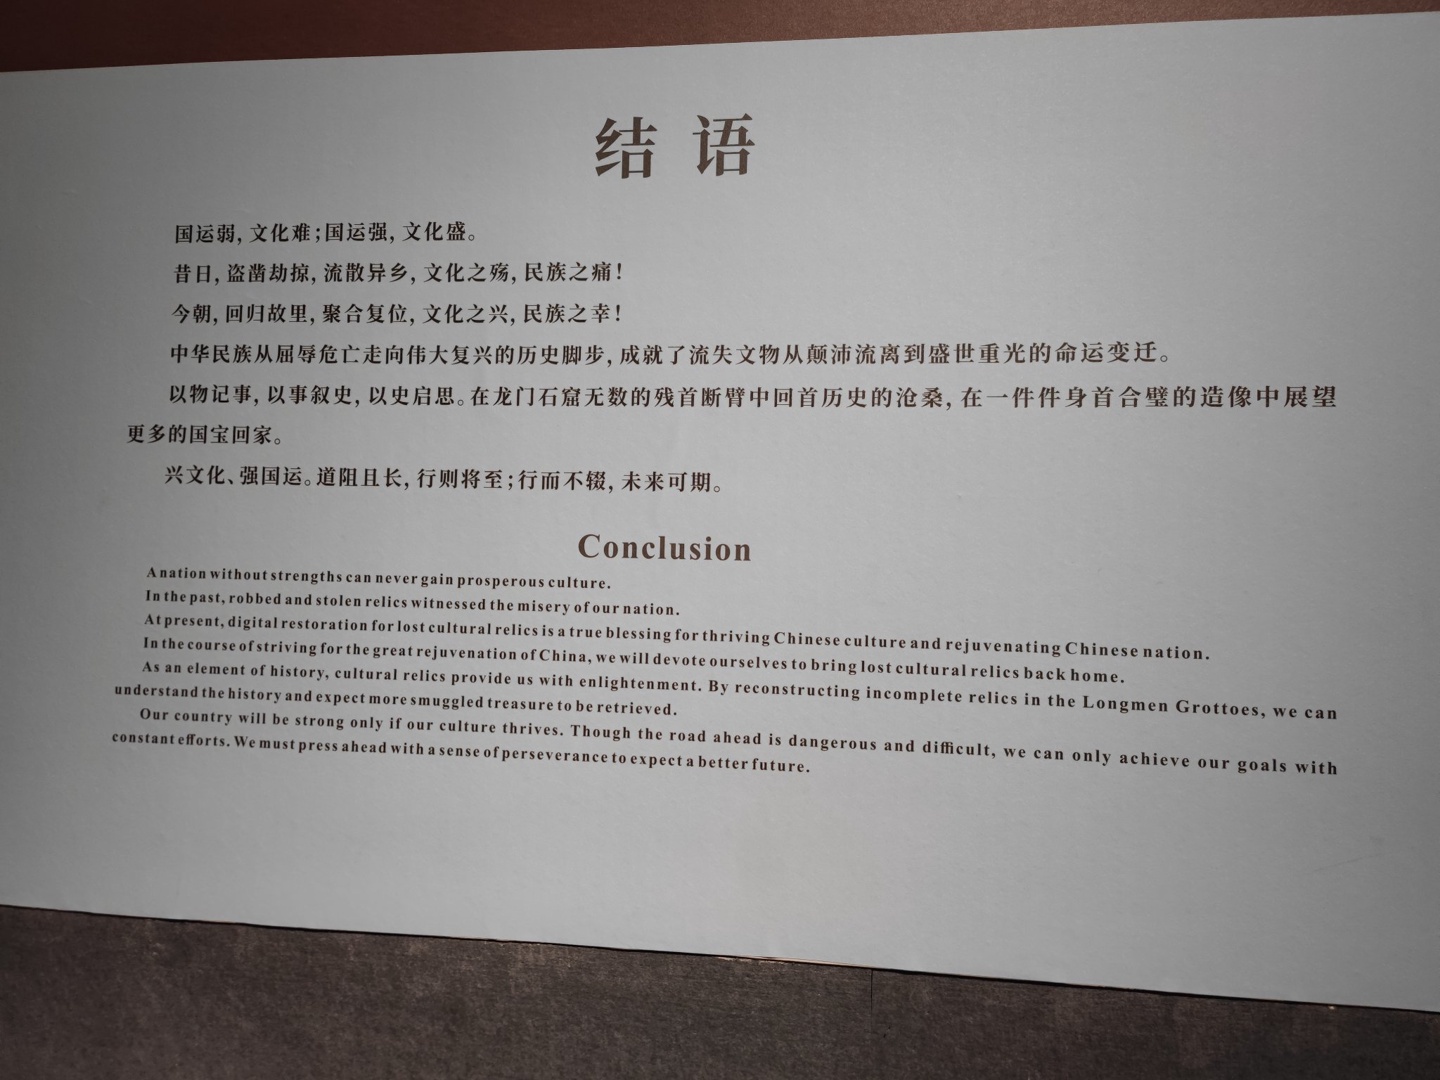 结语
国运弱，文化难；国运强，文化盛。
昔日，盗凿劫掠，流散异乡，文化之殇，民族之痛！
今朝，回归故里，聚合复位，文化之兴，民族之幸！
中华民族从屈辱危亡走向伟大复兴的历史脚步，成就了流失文物从颠沛流离到盛世重光的命运变迁。
以物记事，以事叙史，以史启思。在龙门石窟无数的残首断臂中回首历史的沧桑，在一件件身首合璧的造像中展望
更多的国宝回家。
兴文化、强国运。道阻且长，行则将至；行而不辍，未来可期。
Conclusion
A nation without strengths can never gain prosperous culture.
In the past, robbed and stolen relics witnessed the misery of our nation.
At present, digital restoration for lost cultural relics is a true blessing for thriving Chinese culture and rejuvenating Chinese nation.
In the course of striving for the great rejuvenation of China, we will devote ourselves to bring lost cultural relics back home.
As an element of history, cultural relics provide us with enlightenment. By reconstructing incomplete relics in the Longmen Grottoes, we can
understand the history and expect more smuggled treasure to be retrieved.
Our country will be strong only if our culture thrives. Though the road ahead is dangerous and difficult, we can only achieve our goals with
constant efforts. We must press ahead with a sense of perseverance to expect a better future.